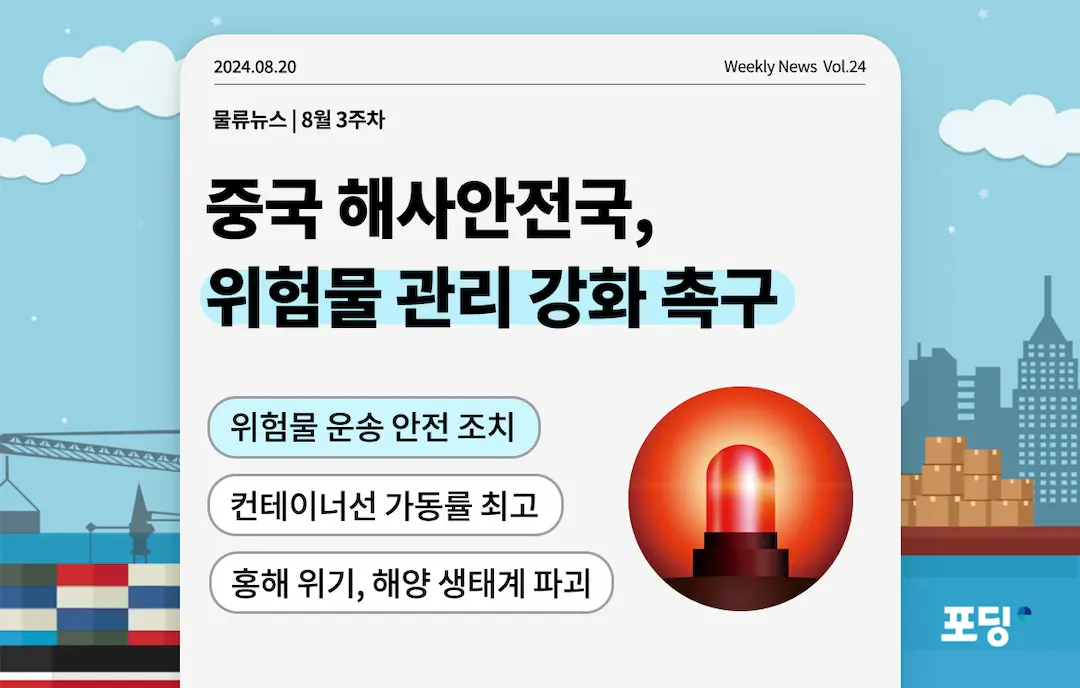 2024.08.20
Weekly News Vol.24
물류뉴스 | 8월 3주차
중국 해사안전국,
위험물 관리 강화 촉구
위험물 운송 안전 조치
컨테이너선 가동률 최고
홍해 위기, 해양 생태계 파괴
포딩